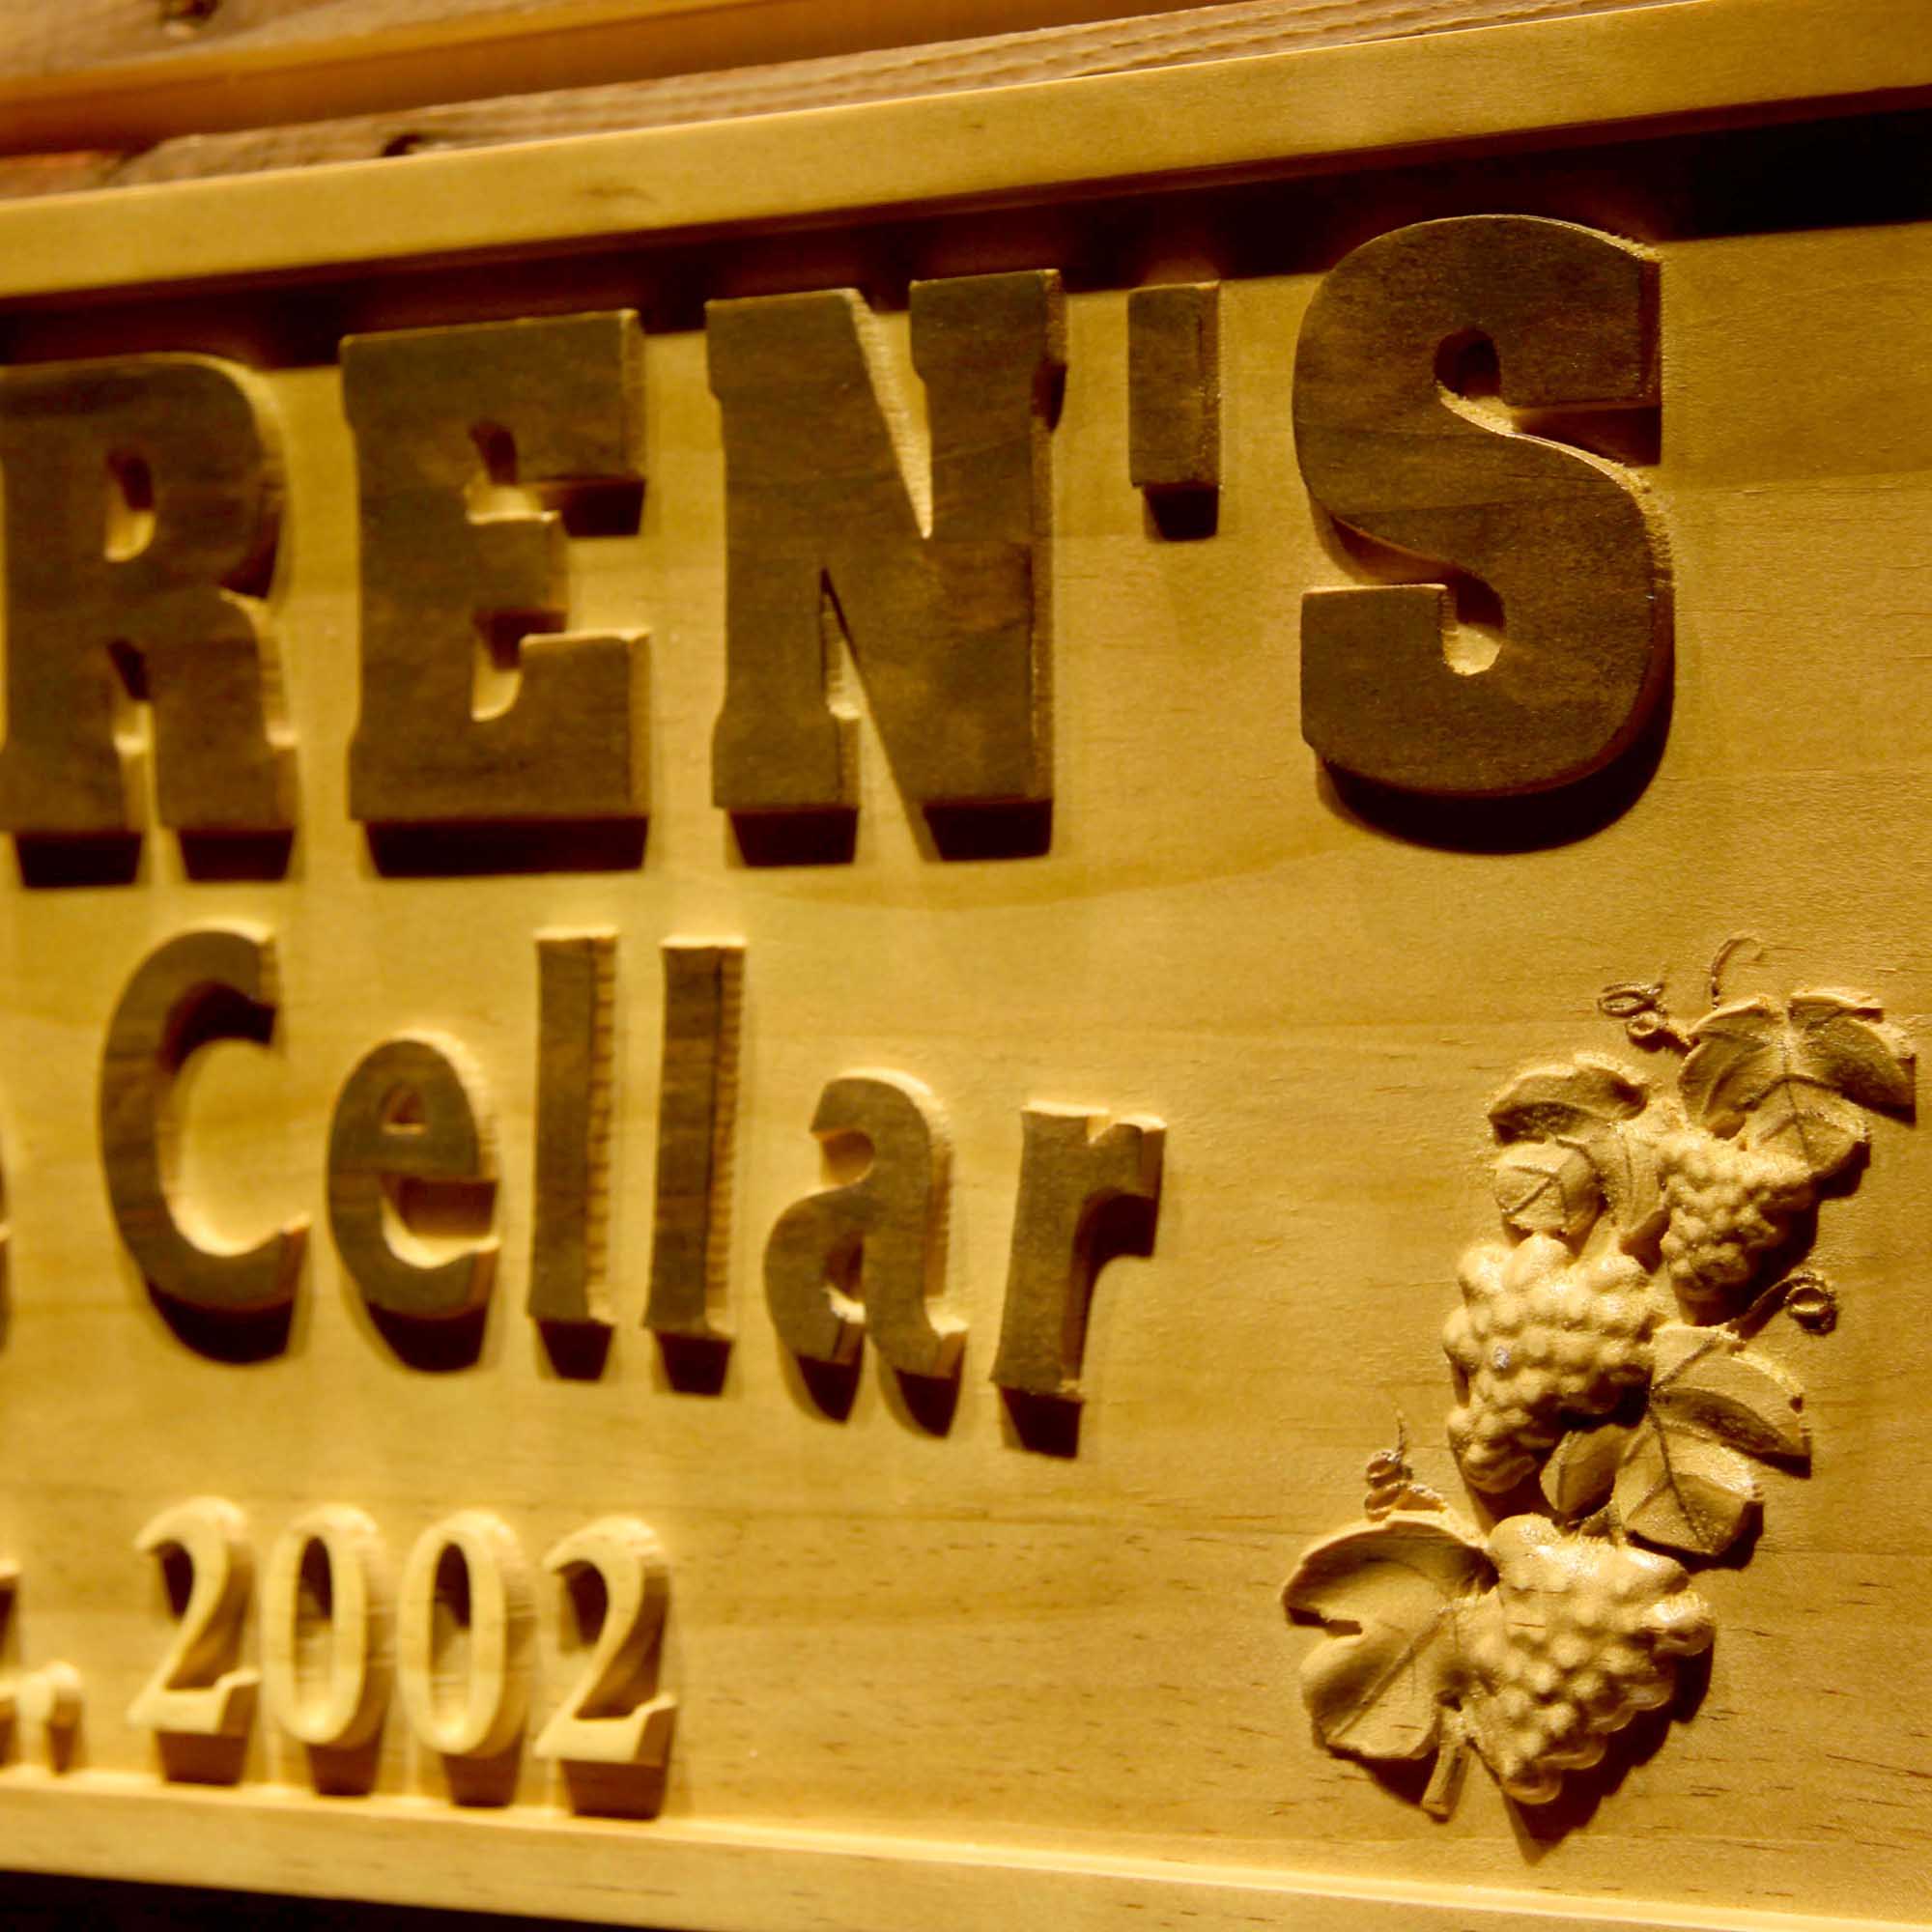 REN'S
Cellar
. 2002